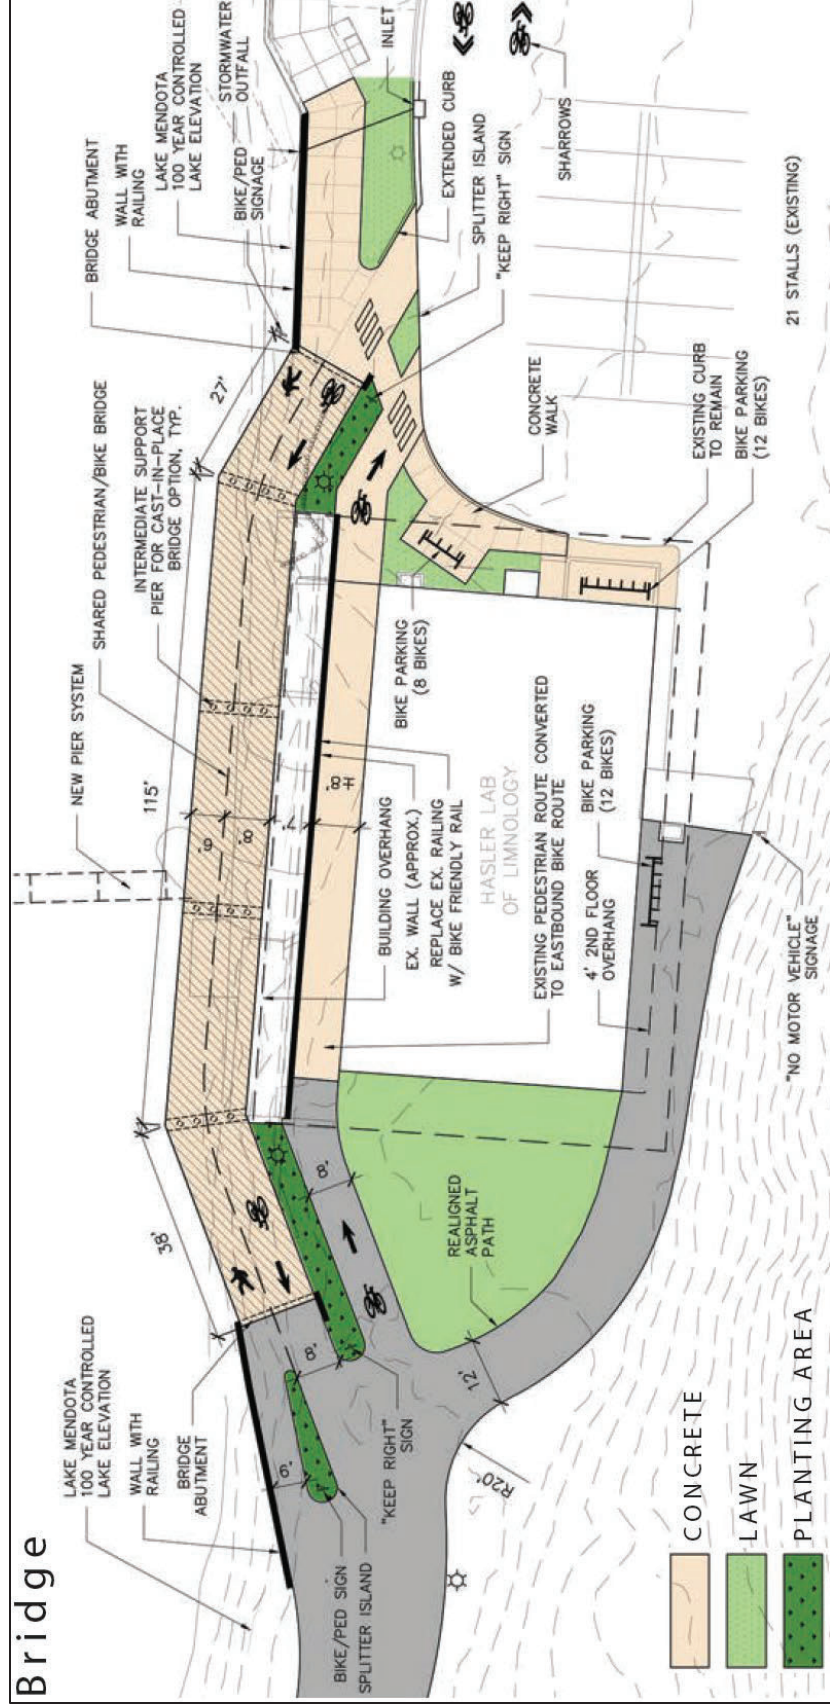 Bridge
LAKE MENDOTA
100 YEAR CONTROLLED
LAKE ELEVATION
WALL WITH
RAILING
BRIDGE
ABUTMENT
38'
115'
NEW PIER SYSTEM
SHARED PEDESTRIAN/BIKE BRIDGE
INTERMEDIATE SUPPORT
PIER FOR CAST-IN-PLACE
BRIDGE OPTION, TYP.
27'
BRIDGE ABUTMENT
WALL WITH
RAILING
LAKE MENDOTA
100 YEAR CONTROLLED
LAKE ELEVATION
BIKE/PED
SIGNAGE
STORMWATER
OUTFALL
INLET
EXTENDED CURB
SPLITTER ISLAND
"KEEP RIGHT" SIGN
SHARROWS
21 STALLS (EXISTING)
6'
8'
7'
±8'
6'
8'
8'
BIKE/PED SIGN
SPLITTER ISLAND
"KEEP RIGHT"
SIGN
R20'
12'
REALIGNED
ASPHALT
PATH
BUILDING OVERHANG
EX. WALL (APPROX.)
REPLACE EX. RAILING
W/ BIKE FRIENDLY RAIL
HASLER LAB
OF LIMNOLOGY
EXISTING PEDESTRIAN ROUTE CONVERTED
TO EASTBOUND BIKE ROUTE
4' 2ND FLOOR
OVERHANG
BIKE PARKING
(12 BIKES)
BIKE PARKING
(8 BIKES)
CONCRETE
WALK
EXISTING CURB
TO REMAIN
BIKE PARKING
(12 BIKES)
"NO MOTOR VEHICLE"
SIGNAGE
CONCRETE
LAWN
PLANTING AREA